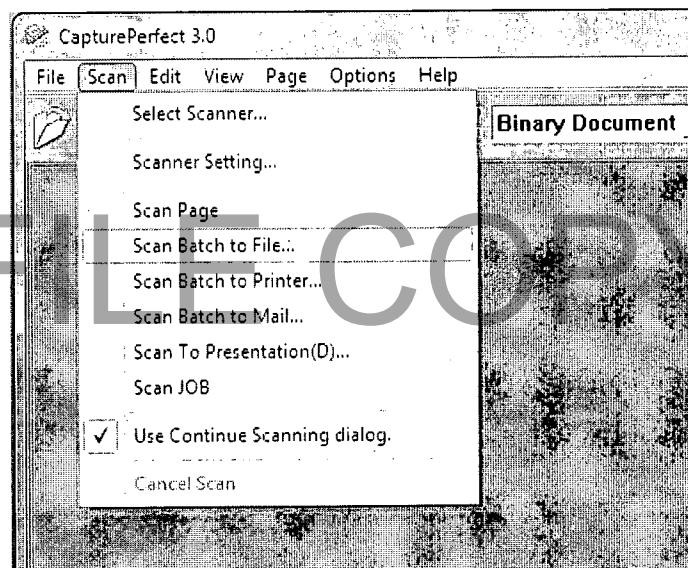 CapturePerfect 3.0
File Scan Edit View Page Options Help
Select Scanner...
Binary Document
Scanner Setting...
Scan Page
Scan Batch to File...
FILE COPY
Scan Batch to Printer...
Scan Batch to Mail...
Scan To Presentation(D)...
Scan JOB
✓ Use Continue Scanning dialog.
Cancel Scan